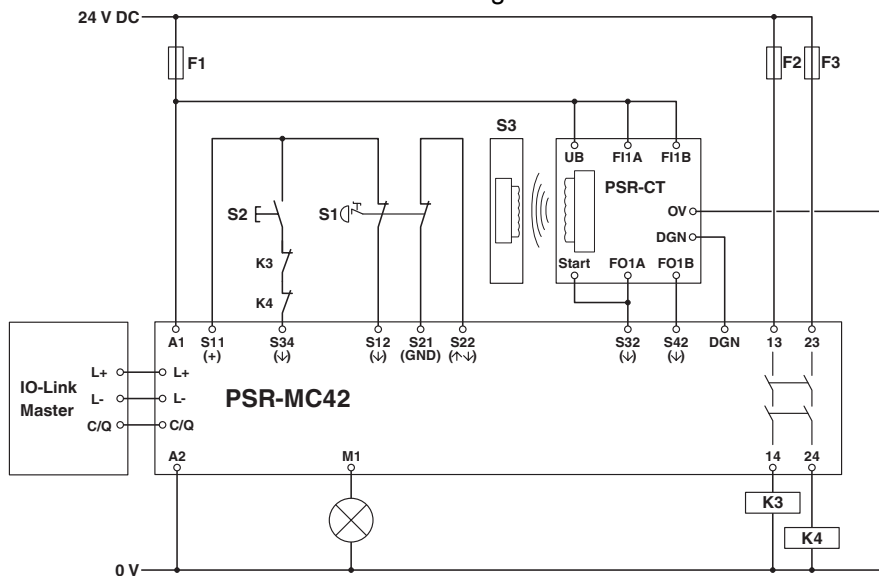 24 V DC
F1
F2
F3
S3
UB
FI1A
FI1B
PSR-CT
S2
S1
0V
DGN
K3
Start
FO1A
FO1B
K4
A1
S11
(+)
S34
(↓)
S12
(↓)
S21
(GND)
S22
(↑↓)
S32
(↓)
S42
(↓)
DGN
13
23
IO-Link
Master
L+
L-
C/Q
L+
L-
C/Q
PSR-MC42
A2
M1
14
24
K3
K4
0 V